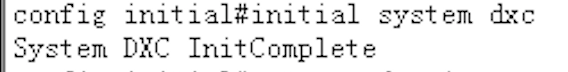 config initial#initial system dxc
System DXC InitComplete